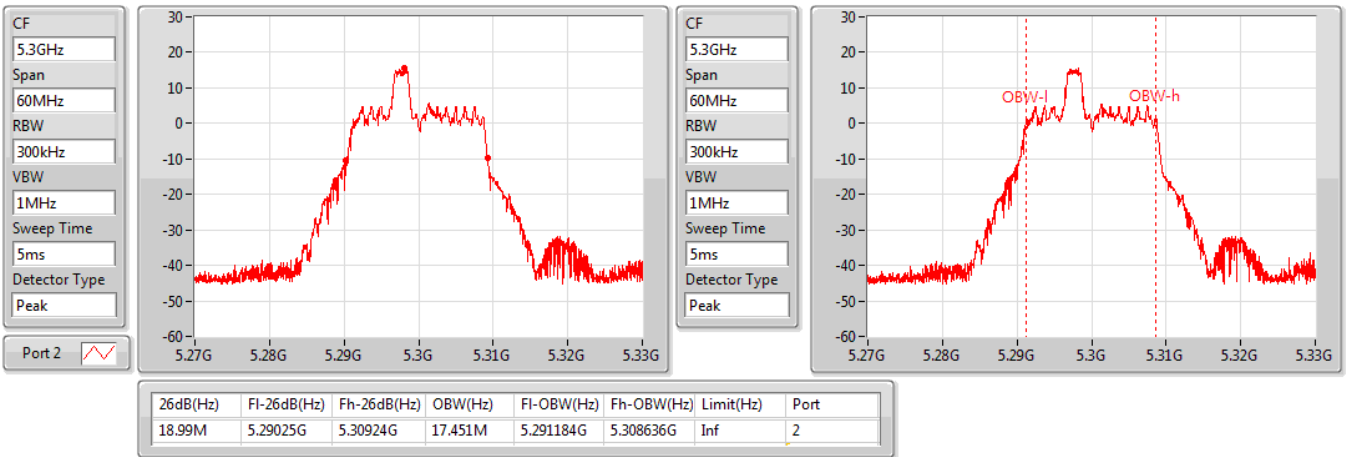 CF
5.3GHz
Span
60MHz
RBW
300kHz
VBW
1MHz
Sweep Time
5ms
Detector Type
Peak
Port 2
30
20
10
0
-10
-20
-30
-40
-50
-60
5.27G 5.28G 5.29G 5.3G 5.31G 5.32G 5.33G
CF
5.3GHz
Span
60MHz
RBW
300kHz
VBW
1MHz
Sweep Time
5ms
Detector Type
Peak
30
20
10
0
-10
-20
-30
-40
-50
-60
OBW-l OBW-h
5.27G 5.28G 5.29G 5.3G 5.31G 5.32G 5.33G
26dB(Hz) Fl-26dB(Hz) Fh-26dB(Hz) OBW(Hz) Fl-OBW(Hz) Fh-OBW(Hz) Limit(Hz) Port
18.99M 5.29025G 5.30924G 17.451M 5.291184G 5.308636G Inf 2